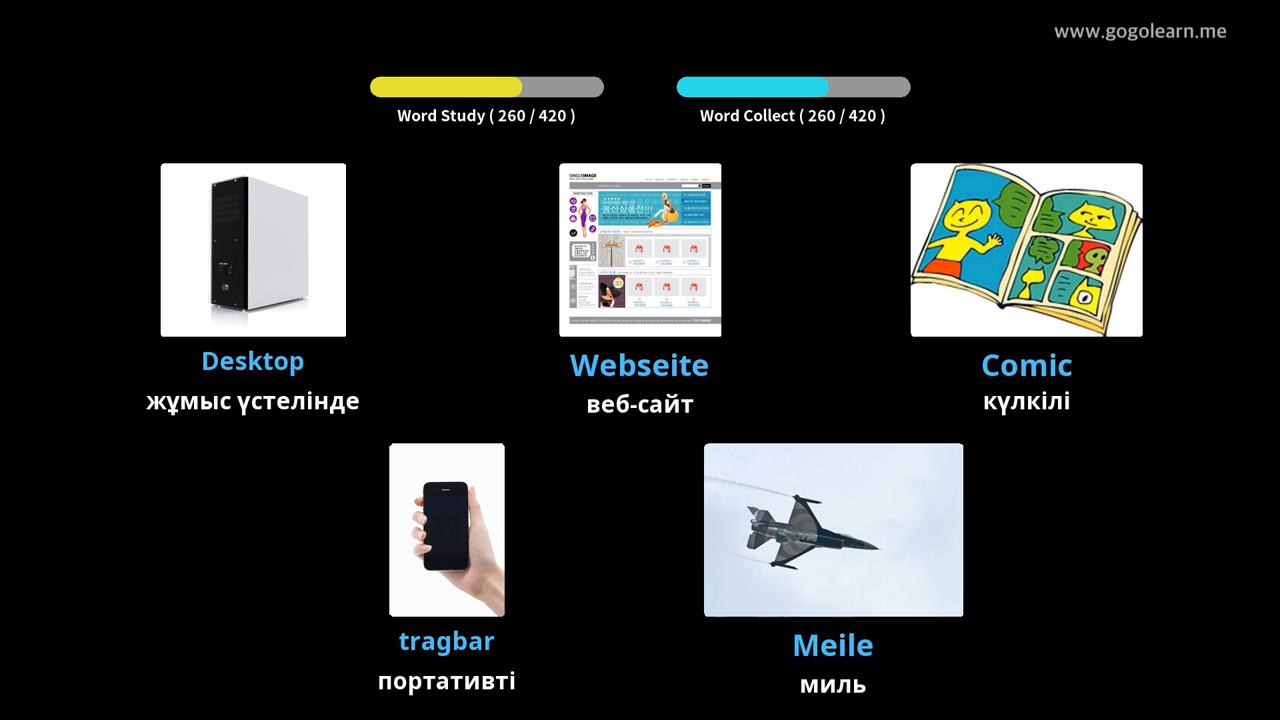 www.gogolearn.me
Word Study ( 260 / 420 )
Word Collect ( 260 / 420 )
Desktop
жұмыс үстелінде
Webseite
веб-сайт
Comic
күлкілі
tragbar
портативті
Meile
миль